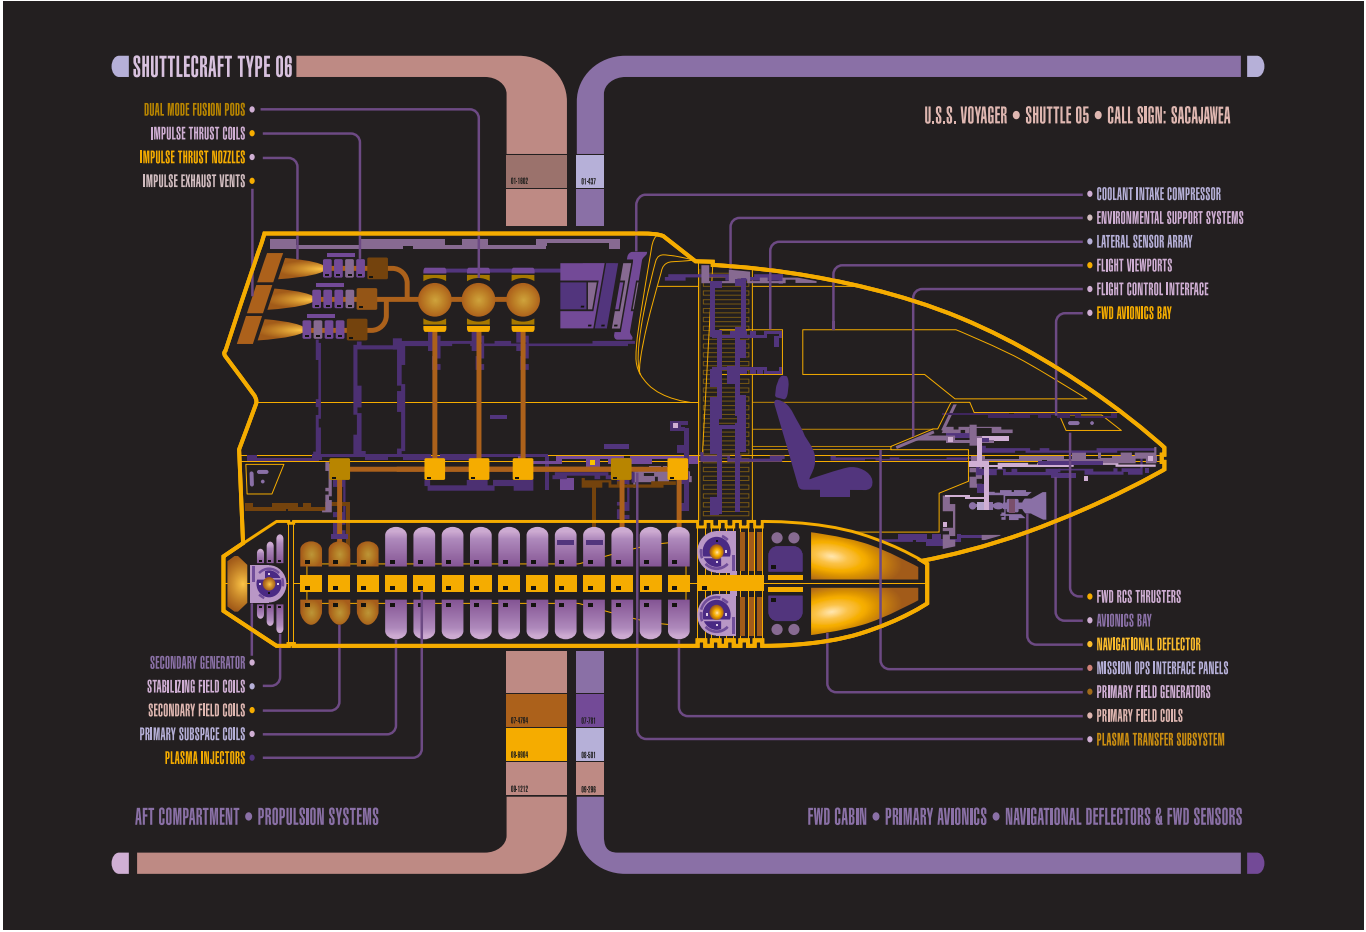 SHUTTLECRAFT TYPE 06
DUAL MODE FUSION PODS
IMPULSE THRUST COILS
IMPULSE THRUST NOZZLES
IMPULSE EXHAUST VENTS
01-437
U.S.S. VOYAGER • SHUTTLE 05 • CALL SIGN: SACAJAWEA
COOLANT INTAKE COMPRESSOR
ENVIRONMENTAL SUPPORT SYSTEMS
LATERAL SENSOR ARRAY
FLIGHT VIEWPORTS
FLIGHT CONTROL INTERFACE
FWD AVIONICS BAY
SECONDARY GENERATOR
STABILIZING FIELD COILS
SECONDARY FIELD COILS
PRIMARY SUBSPACE COILS
PLASMA INJECTORS
FWD RCS THRUSTERS
AVIONICS BAY
NAVIGATIONAL DEFLECTOR
MISSION OPS INTERFACE PANELS
PRIMARY FIELD GENERATORS
PRIMARY FIELD COILS
PLASMA TRANSFER SUBSYSTEM
AFT COMPARTMENT • PROPULSION SYSTEMS
FWD CABIN • PRIMARY AVIONICS • NAVIGATIONAL DEFLECTORS & FWD SENSORS